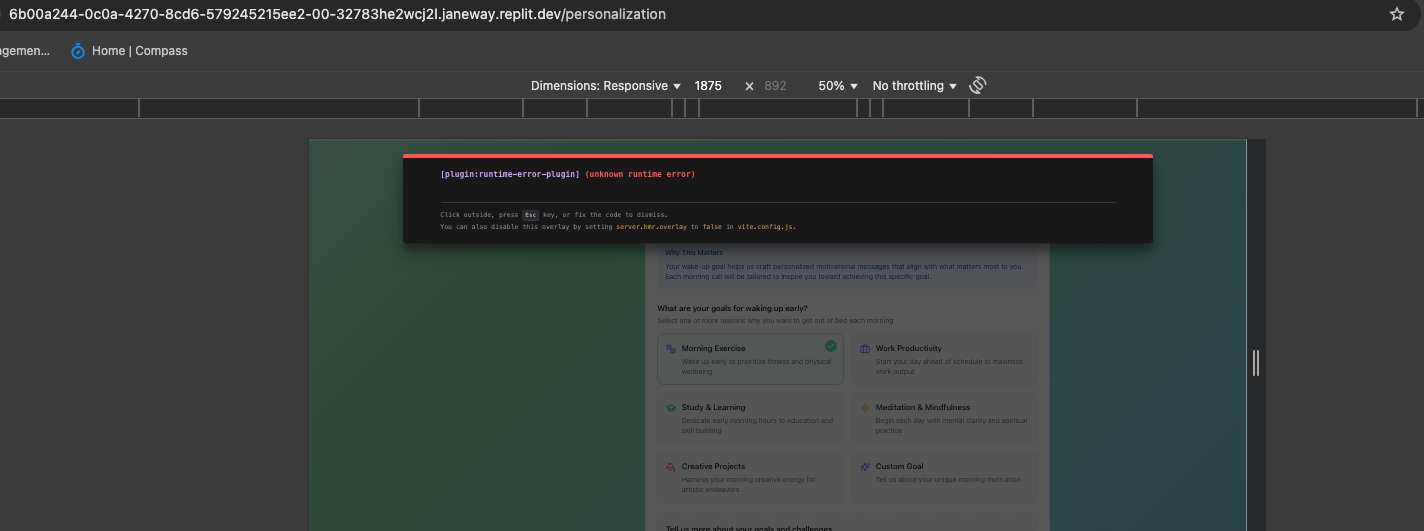 6b00a244-0c0a-4270-8cd6-579245215ee2-00-32783he2wcj2l.janeway.replit.dev/personalization
gemen... Home | Compass
Dimensions: Responsive 1875 × 892 50% No throttling
[plugin:runtime-error-plugin] (unknown runtime error)
Click outside, press Esc key, or fix the code to dismiss.
You can also disable this overlay by setting server.hmr.overlay to false in vite.config.js.
Why This Matters
Your wake-up goal helps us craft personalized motivational messages that align with what matters most to you.
Each morning call will be tailored to inspire you toward achieving this specific goal.
What are your goals for waking up early?
Select one or more reasons why you want to get out of bed each morning
Morning Exercise
Wake up early to prioritize fitness and physical
wellbeing
Work Productivity
Start your day ahead of schedule to maximize
work output
Study & Learning
Dedicate early morning hours to education and
skill building
Meditation & Mindfulness
Begin each day with mental clarity and spiritual
practice
Creative Projects
Harness your morning creative energy for
artistic endeavors
Custom Goal
Tell us about your unique morning motivation
Tell us more about your goals and challenges